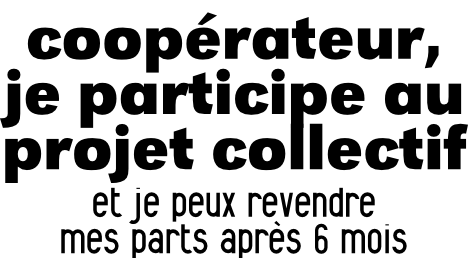 coopérateur,
je participe au
projet collectif
et je peux revendre
mes parts après 6 mois